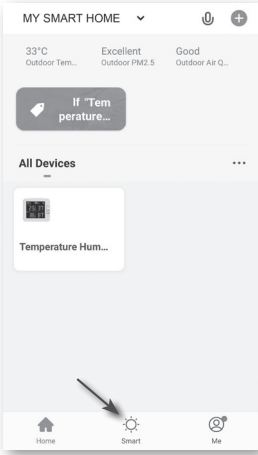 MY SMART HOME
33°C Excellent Good
Outdoor Tem... Outdoor PM2.5 Outdoor Air Q...
If "Tem
perature...
All Devices
Temperature Hum...
Home Smart Me